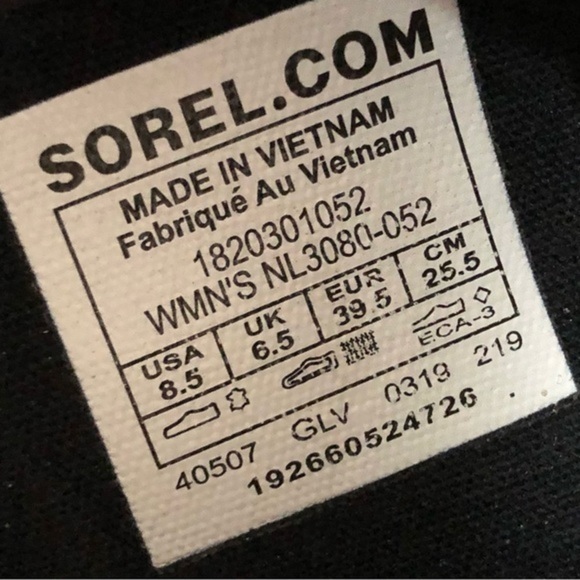 SOREL.COM
MADE IN VIETNAM
Fabriqué Au Vietnam
1820301052
WMN'S NL3080-052
USA UK EUR CM
8.5 6.5 39.5 25.5
ECA-3
40507 GLV 0319 219
192660524726